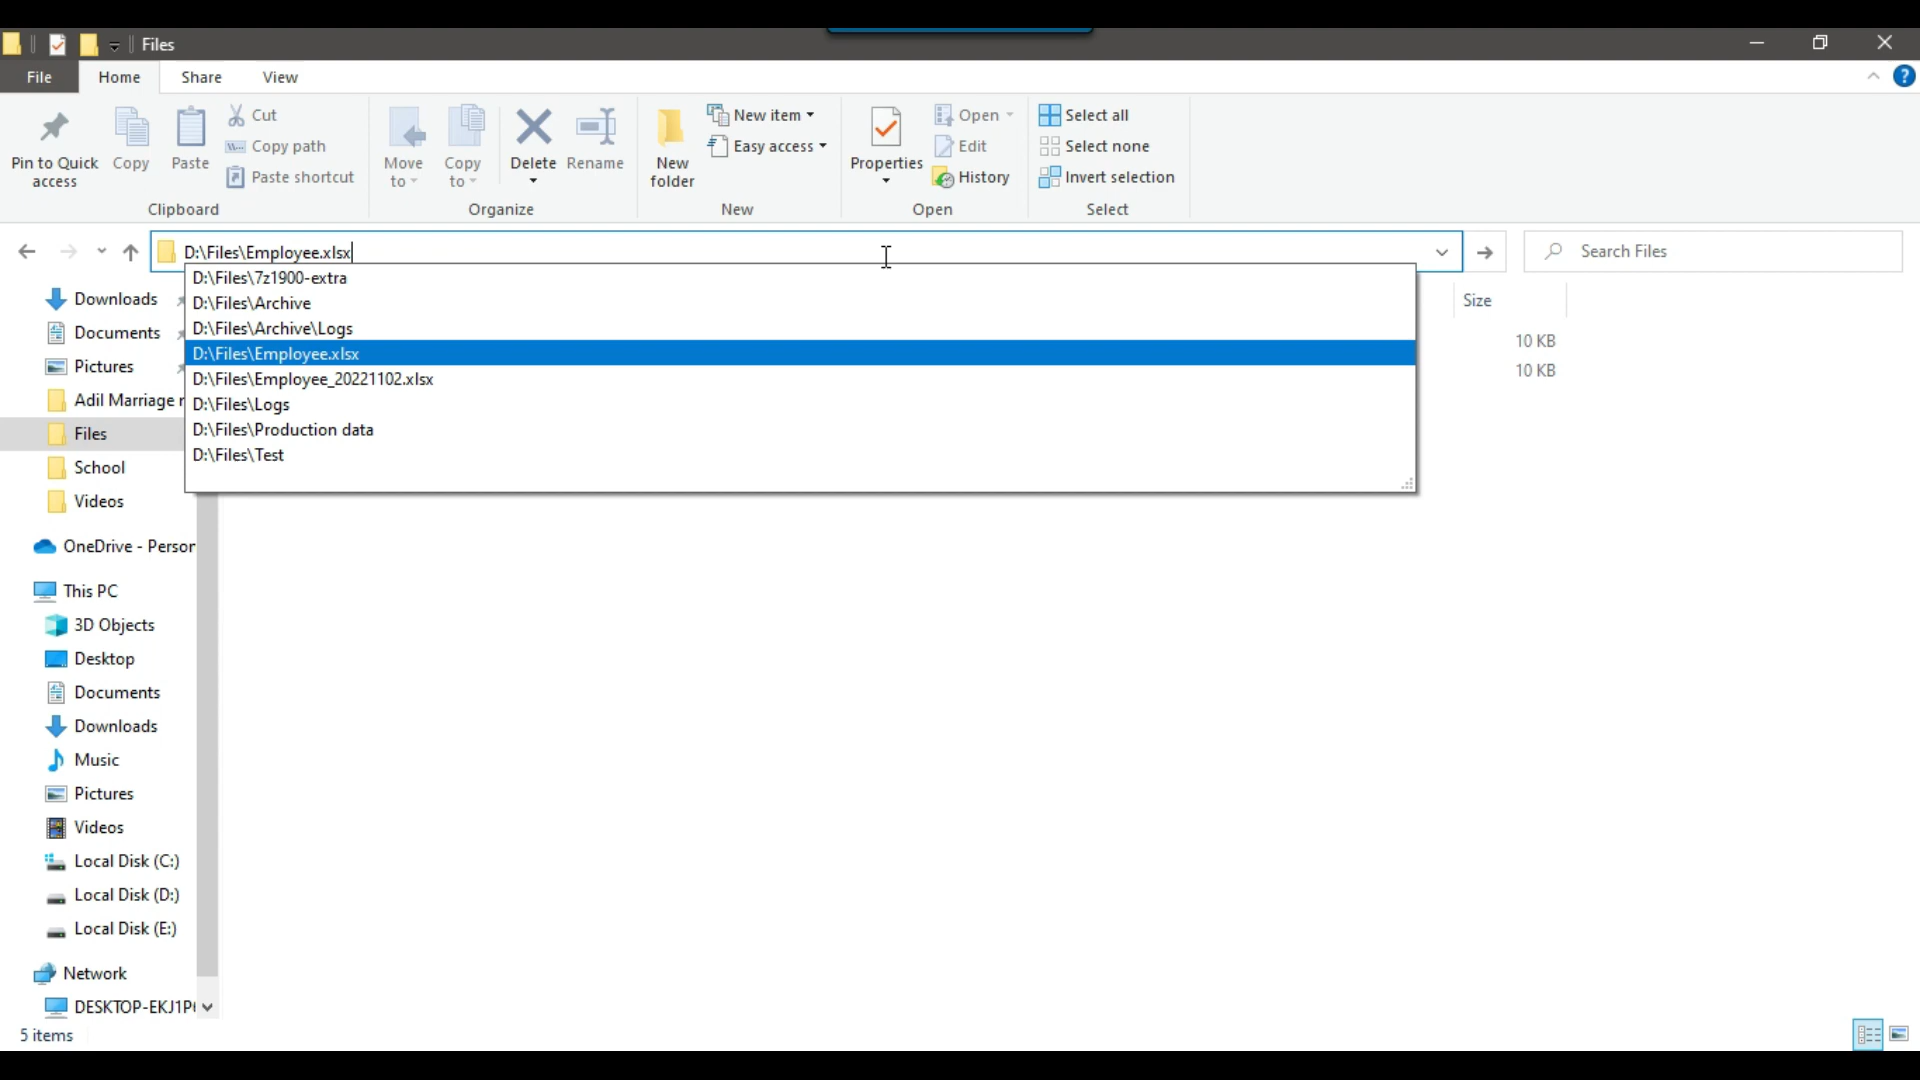 Files
File Home Share View
?
Pin to Quick access
Copy
Paste
Cut
Copy path
Paste shortcut
Clipboard
Move to
Copy to
Delete
Rename
Organize
New folder
New item
Easy access
New
Properties
Open
Edit
History
Open
Select all
Select none
Invert selection
Select
D:\Files\Employee.xlsx
Search Files
D:\Files\7z1900-extra
D:\Files\Archive
D:\Files\Archive\Logs
D:\Files\Employee.xlsx
D:\Files\Employee_20221102.xlsx
D:\Files\Logs
D:\Files\Production data
D:\Files\Test
Size
10 KB
10 KB
Downloads
Documents
Pictures
Adil Marriage r
Files
School
Videos
OneDrive - Person
This PC
3D Objects
Desktop
Documents
Downloads
Music
Pictures
Videos
Local Disk (C:)
Local Disk (D:)
Local Disk (E:)
Network
DESKTOP-EKJ1P
5 items